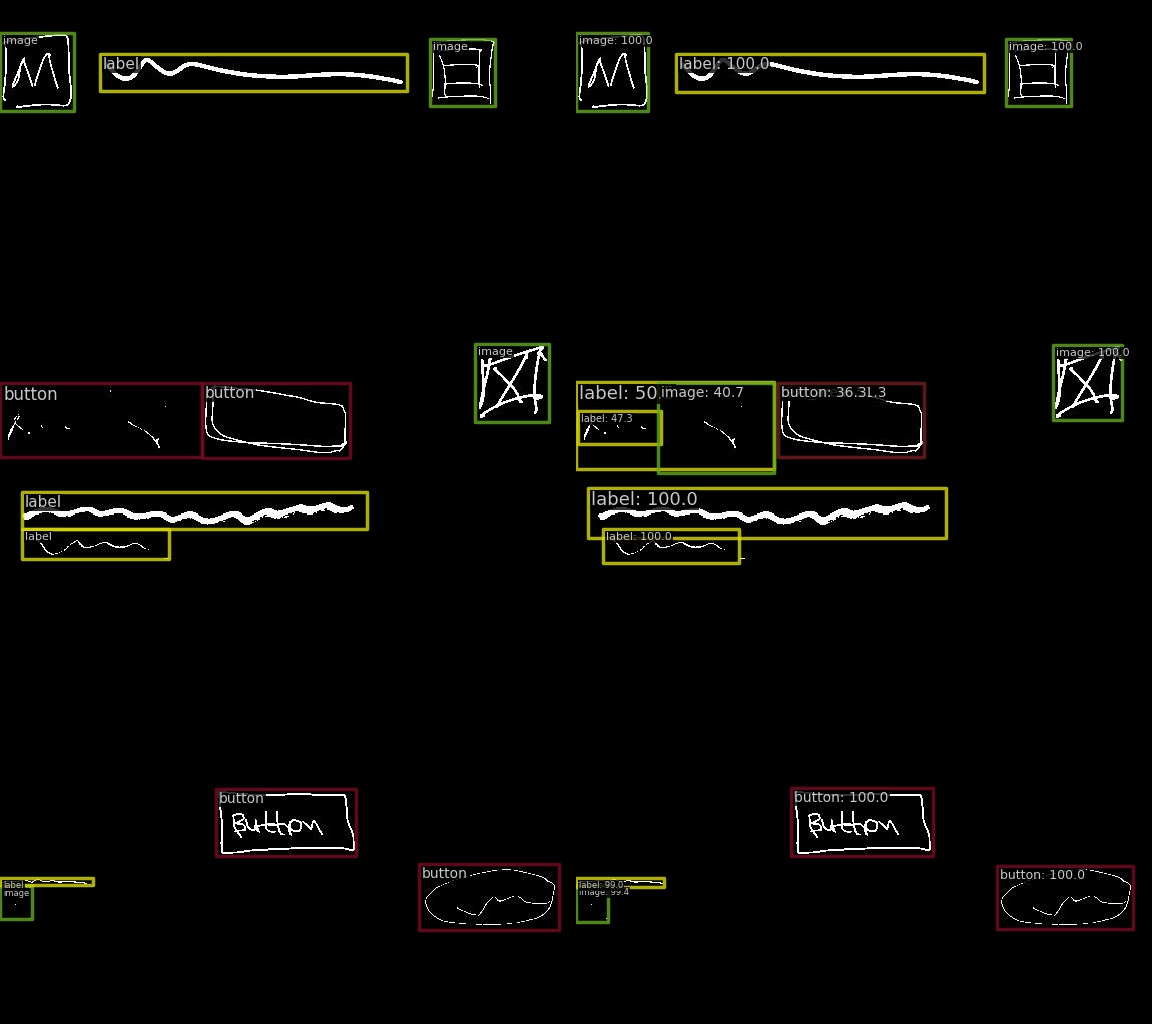 image
label
image
image: 100.0
label: 100.0
image: 100.0
image
image: 100.0
button
button
label: 50
image: 40.7
button: 36.31.3
label: 47.3
label
label: 100.0
label
label: 100.0
button
Button
button: 100.0
Button
button
button: 100.0
label
image
label: 99.0
image: 99.4